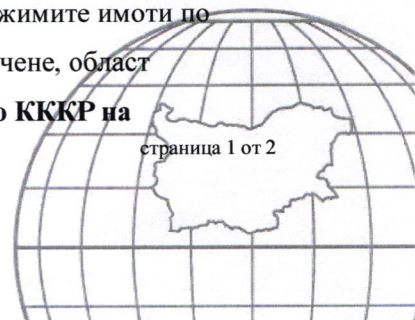 жимите имоти по
чене, област
о КККР на
страница 1 от 2